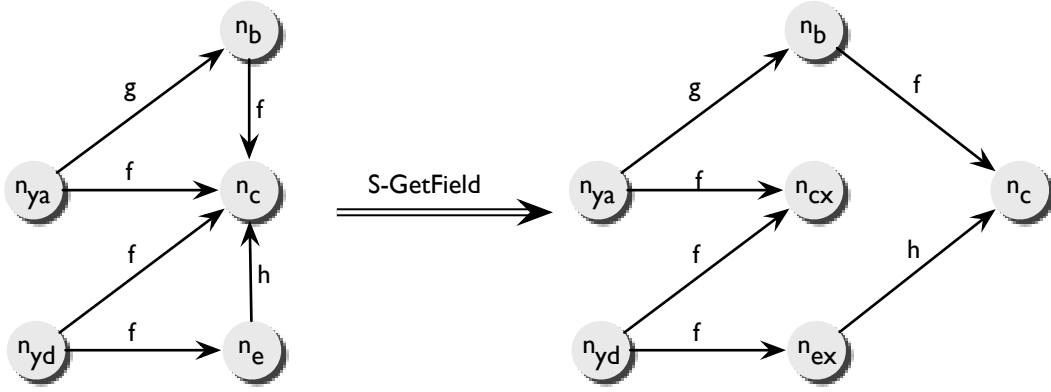 n_b
g
f
n_ya
f
n_c
f
h
n_yd
f
n_e
S-GetField
n_b
g
f
n_ya
f
n_cx
n_c
f
h
n_yd
f
n_ex